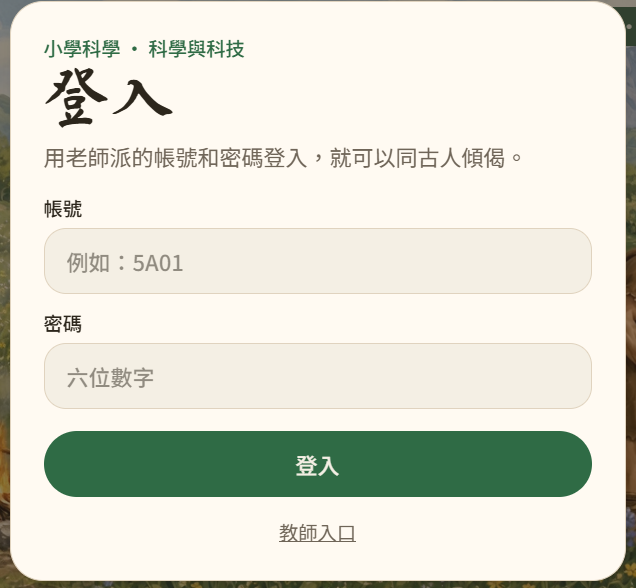 小學科學 · 科學與科技
登入
用老師派的帳號和密碼登入，就可以同古人傾偈。
帳號
例如：5A01
密碼
六位數字
登入
教師入口